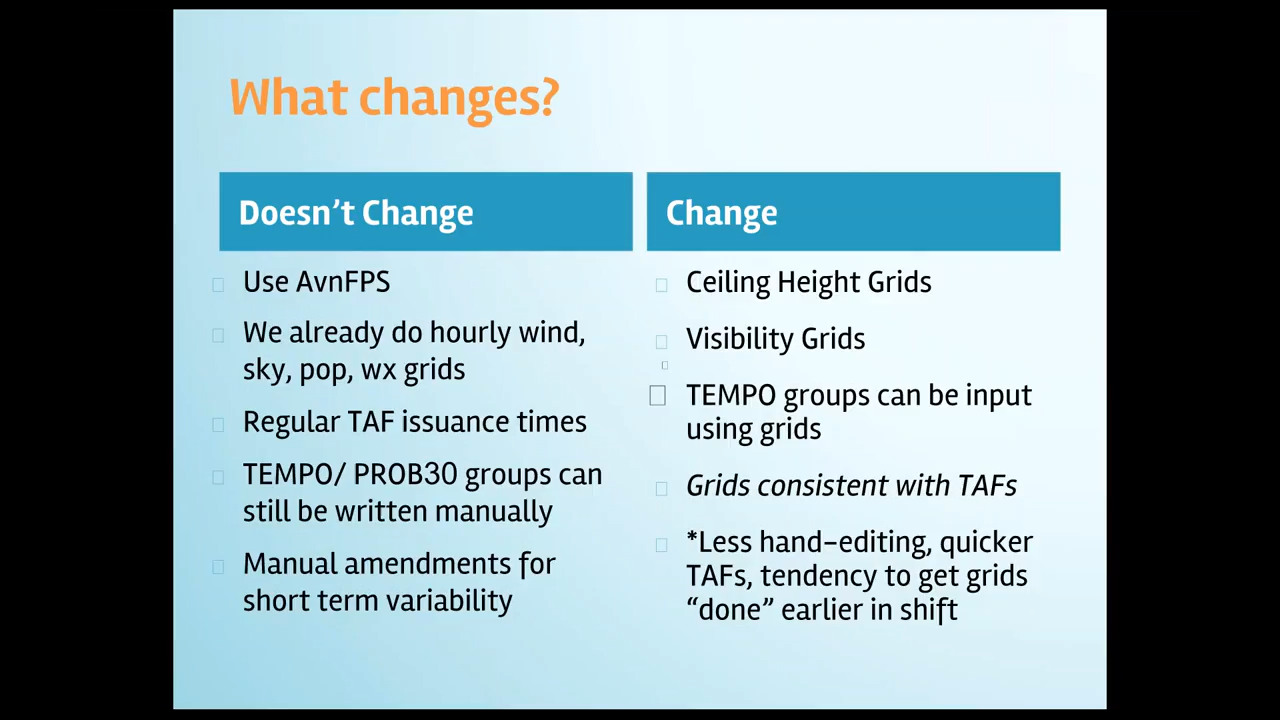 What changes?
Doesn’t Change
Use AvnFPS
We already do hourly wind,
sky, pop, wx grids
Regular TAF issuance times
TEMPO/ PROB30 groups can
still be written manually
Manual amendments for
short term variability
Change
Ceiling Height Grids
Visibility Grids
TEMPO groups can be input
using grids
Grids consistent with TAFs
*Less hand-editing, quicker
TAFs, tendency to get grids
“done” earlier in shift